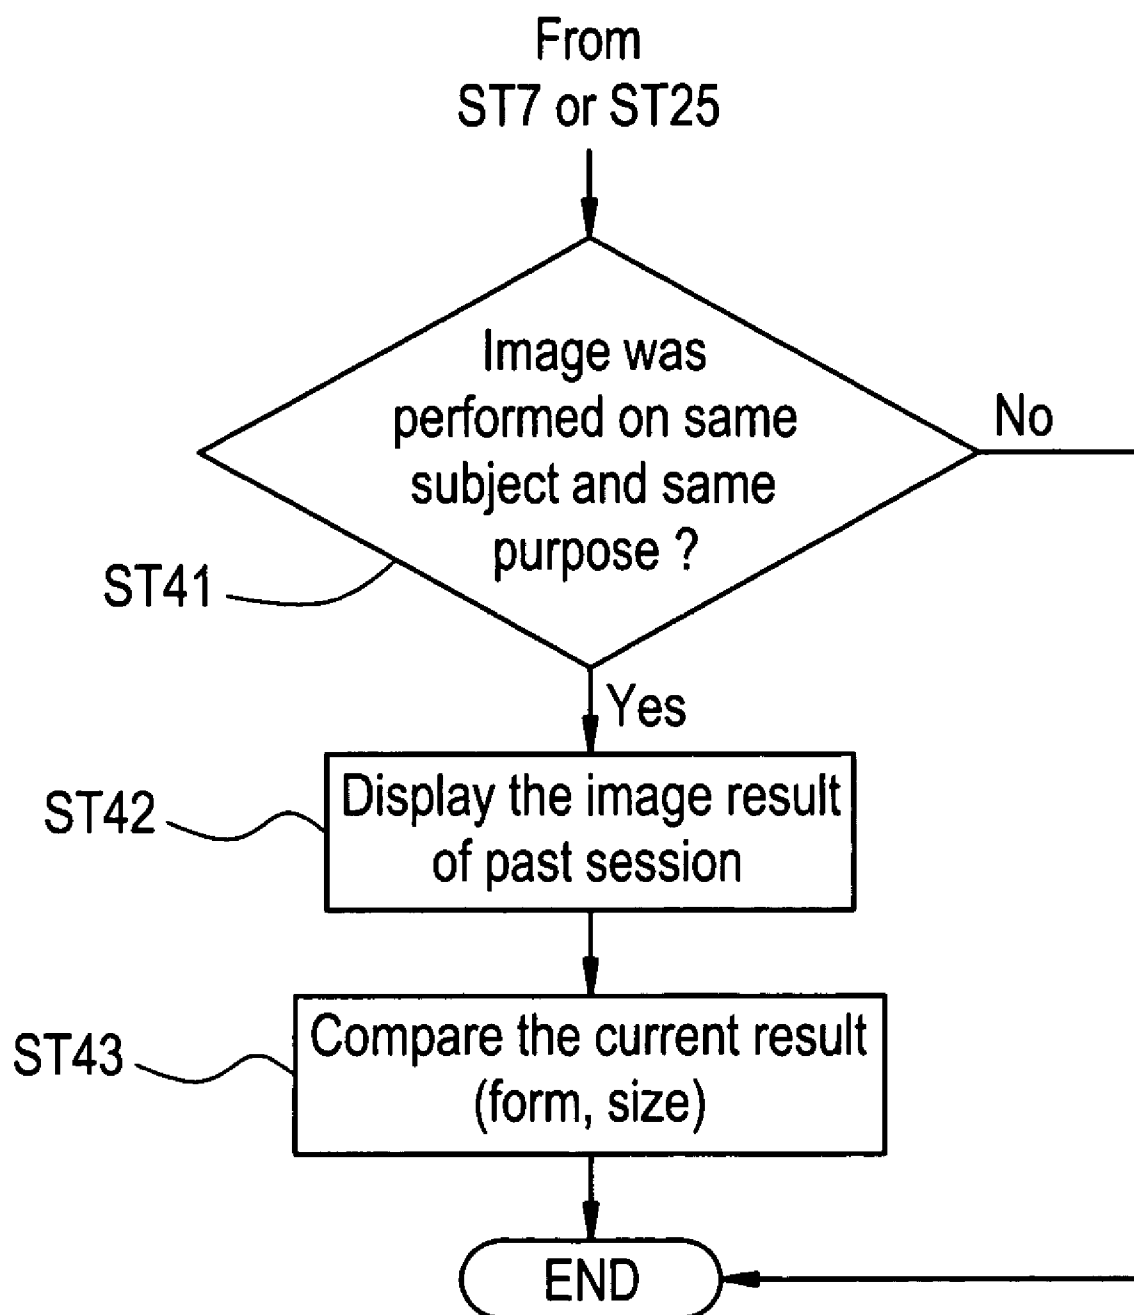 From
ST7 or ST25
Image was
performed on same
subject and same
purpose ?
No
ST41
Yes
ST42
Display the image result
of past session
ST43
Compare the current result
(form, size)
END